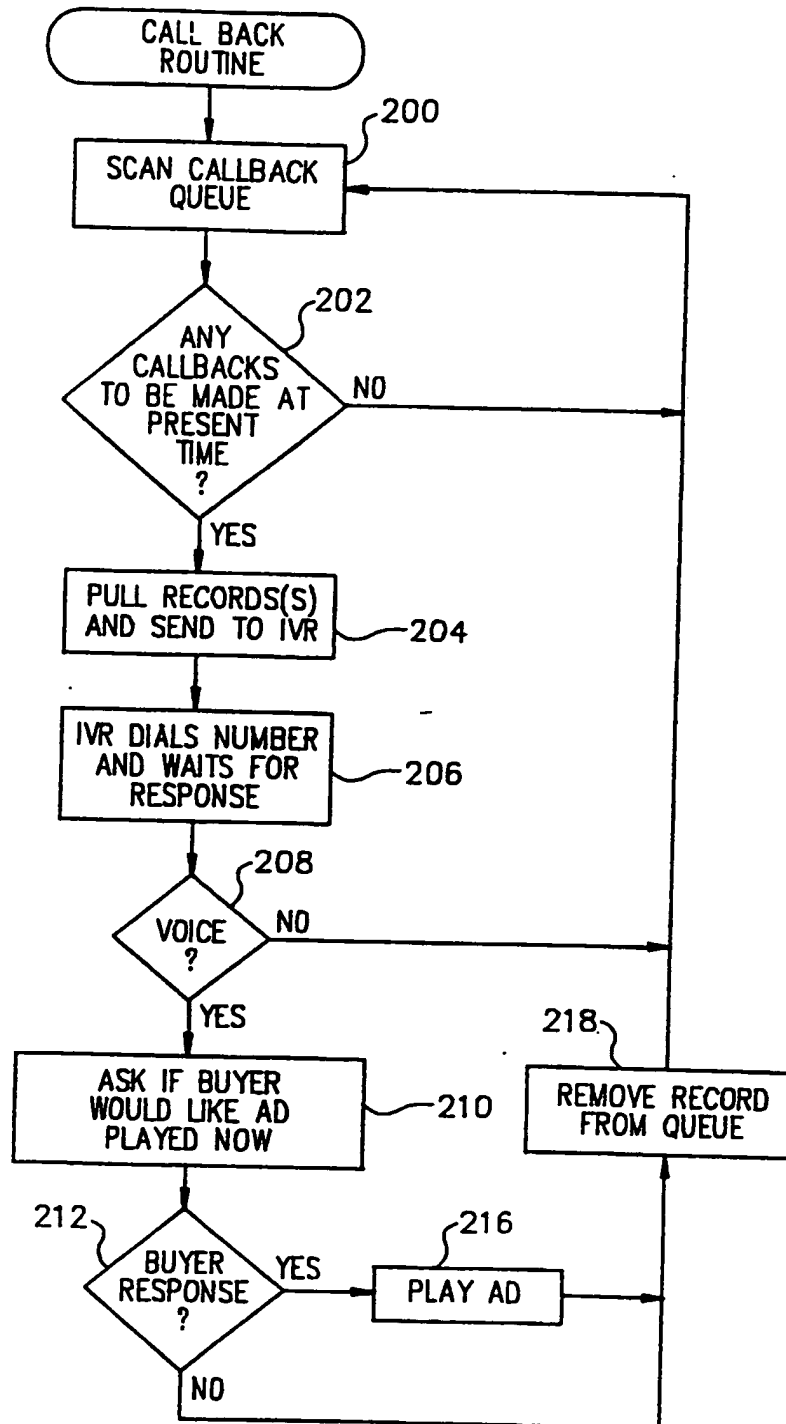 CALL BACK
ROUTINE
200
SCAN CALLBACK
QUEUE
202
ANY
CALLBACKS
TO BE MADE AT
PRESENT
TIME
?
NO
YES
PULL RECORDS(S)
AND SEND TO IVR
204
IVR DIALS NUMBER
AND WAITS FOR
RESPONSE
206
208
VOICE
?
NO
YES
ASK IF BUYER
WOULD LIKE AD
PLAYED NOW
210
218
REMOVE RECORD
FROM QUEUE
212
BUYER
RESPONSE
?
YES
216
PLAY AD
NO